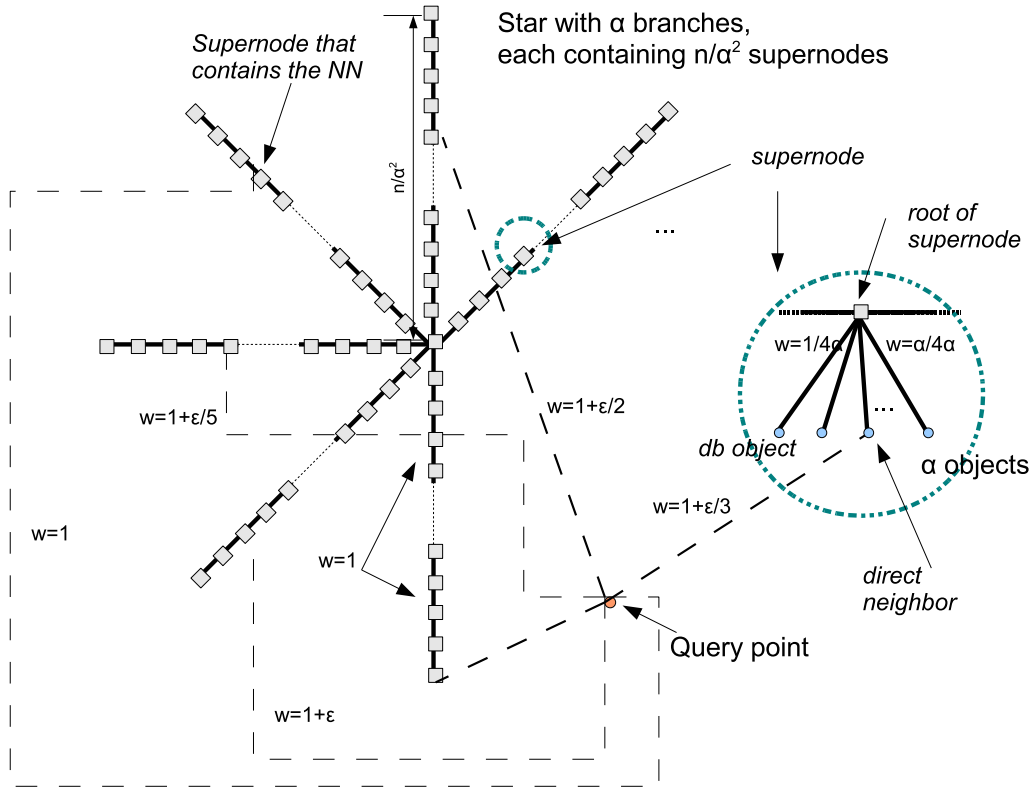 Star with α branches,
each containing n/α² supernodes
Supernode that
contains the NN
n/α²
supernode
...
root of
supernode
w=1/4α
w=α/4α
...
db object
α objects
w=1+ε/5
w=1+ε/2
w=1+ε/3
w=1
w=1
direct
neighbor
Query point
w=1+ε